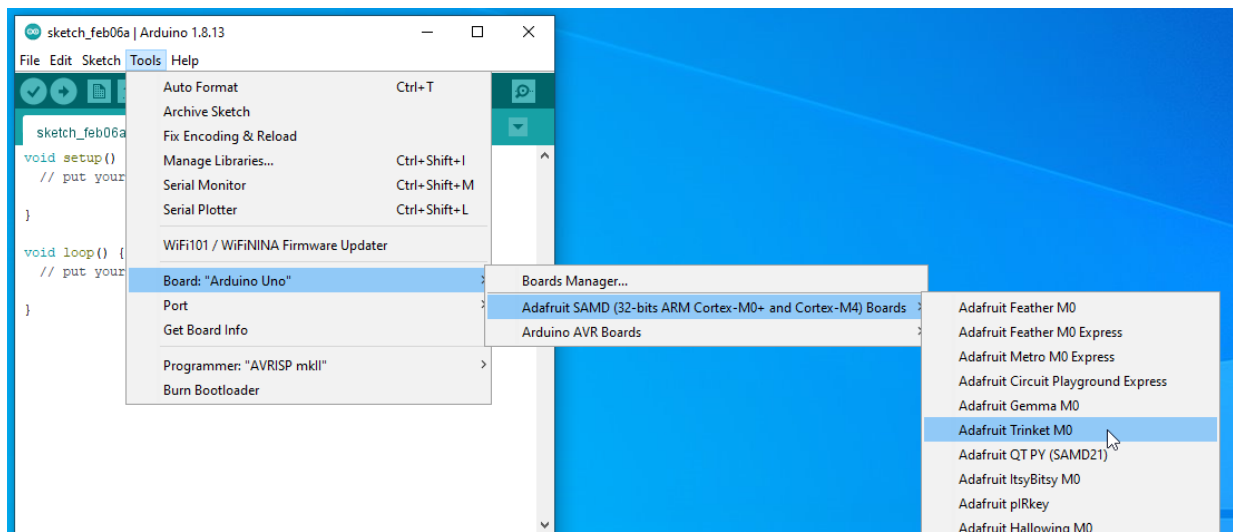 sketch_feb06a | Arduino 1.8.13
File Edit Sketch Tools Help
sketch_feb06a
void setup()
// put your
}
void loop() {
// put your
}
Auto Format Ctrl+T
Archive Sketch
Fix Encoding & Reload
Manage Libraries... Ctrl+Shift+I
Serial Monitor Ctrl+Shift+M
Serial Plotter Ctrl+Shift+L
WiFi101 / WiFiNINA Firmware Updater
Board: "Arduino Uno"
Port
Get Board Info
Programmer: "AVRISP mkII"
Burn Bootloader
Boards Manager...
Adafruit SAMD (32-bits ARM Cortex-M0+ and Cortex-M4) Boards
Arduino AVR Boards
Adafruit Feather M0
Adafruit Feather M0 Express
Adafruit Metro M0 Express
Adafruit Circuit Playground Express
Adafruit Gemma M0
Adafruit Trinket M0
Adafruit QT PY (SAMD21)
Adafruit ItsyBitsy M0
Adafruit pIRkey
Adafruit Hallowing M0